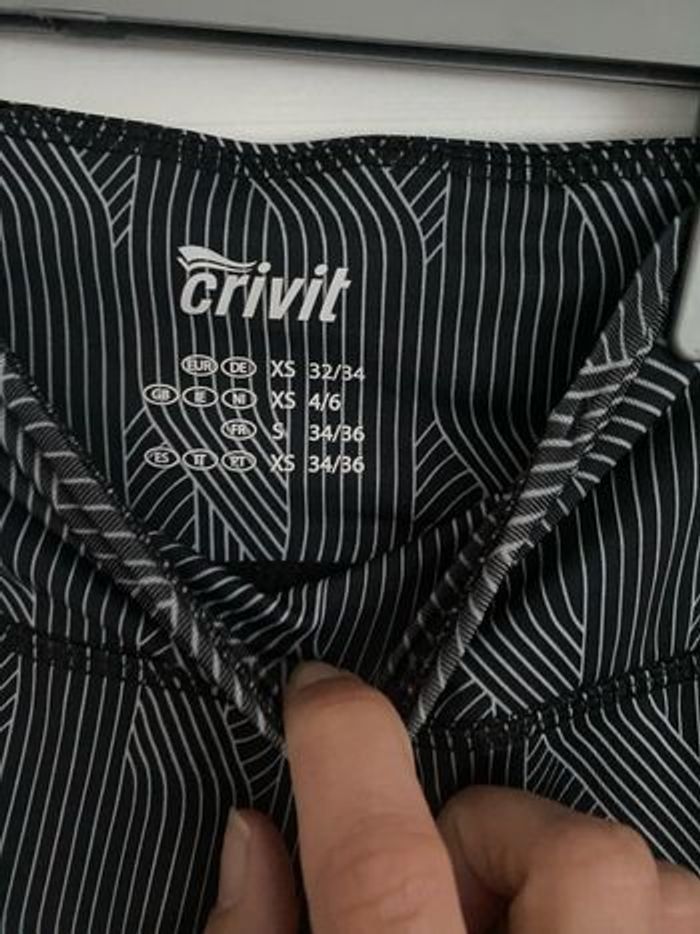 crivit
EUR DE XS 32/34
GB IE NI XS 4/6
FR S 34/36
ES IT PT XS 34/36